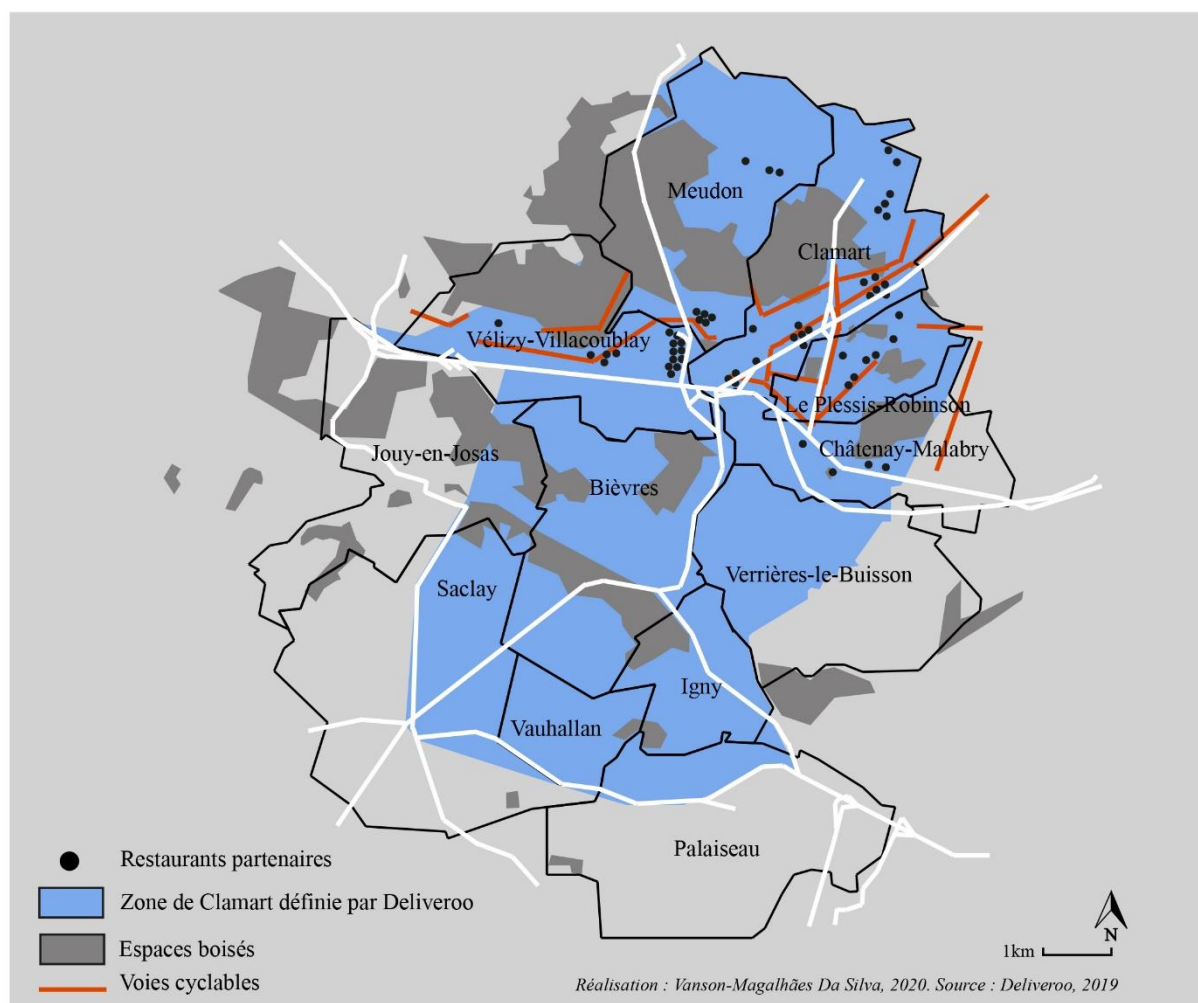 Meudon
Clamart
Vélizy-Villacoublay
Le Plessis-Robinson
Châtenay-Malabry
Jouy-en-Josas
Bièvres
Verrières-le-Buisson
Saclay
Igny
Vauhallan
Palaiseau
Restaurants partenaires
Zone de Clamart définie par Deliveroo
Espaces boisés
Voies cyclables
1km
N
Réalisation : Vanson-Magalhães Da Silva, 2020. Source : Deliveroo, 2019